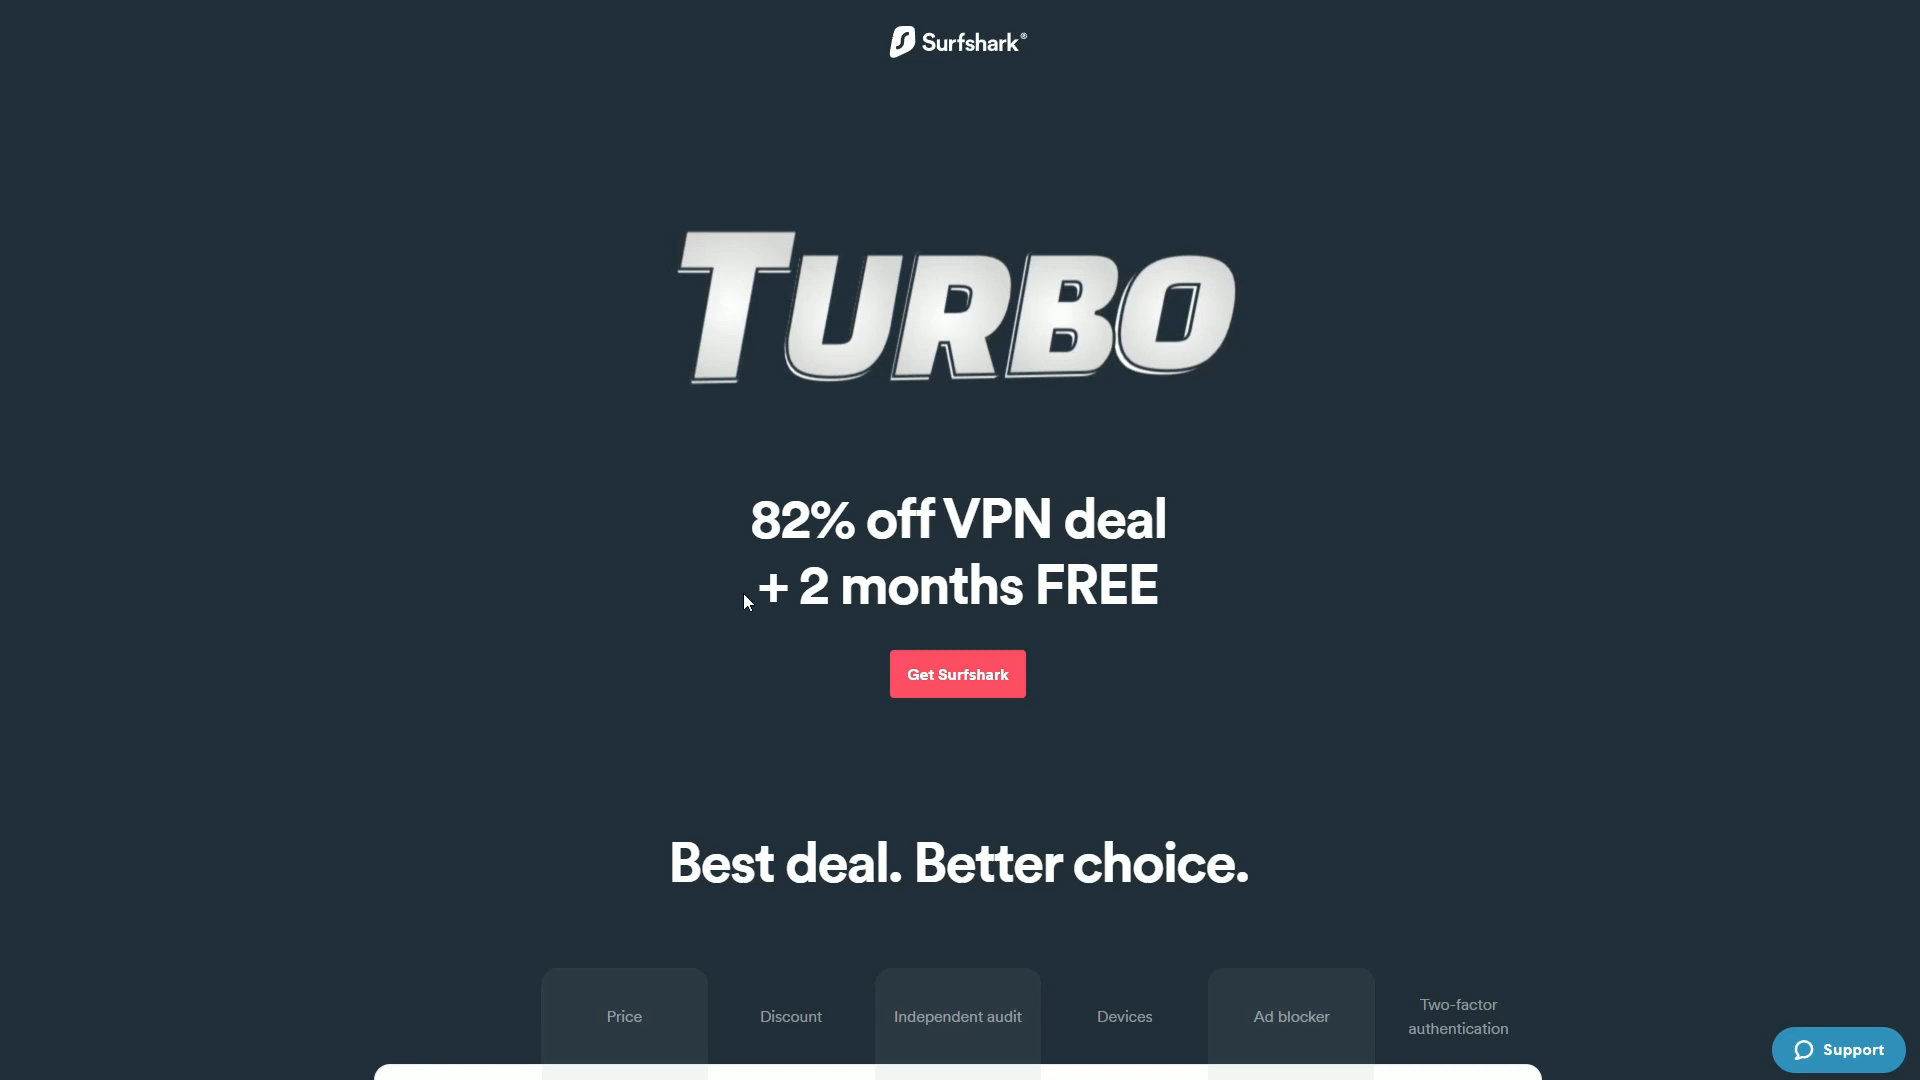 Surfshark®
TURBO
82% off VPN deal
+ 2 months FREE
Get Surfshark
Best deal. Better choice.
Price
Discount
Independent audit
Devices
Ad blocker
Two-factor
authentication
Support